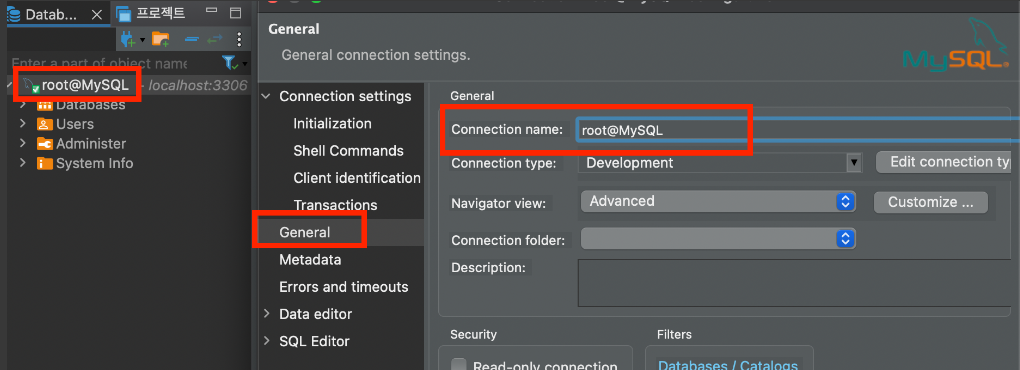 Datab...
프로젝트
Enter a part of object name
root@MySQL - localhost:3306
Databases
Users
Administer
System Info
General
General connection settings.
MySQL
Connection settings
Initialization
Shell Commands
Client identification
Transactions
General
Metadata
Errors and timeouts
Data editor
SQL Editor
General
Connection name:
root@MySQL
Connection type:
Development
Edit connection ty
Navigator view:
Advanced
Customize ...
Connection folder:
Description:
Security
Filters
Read-only connection
Databases / Catalogs